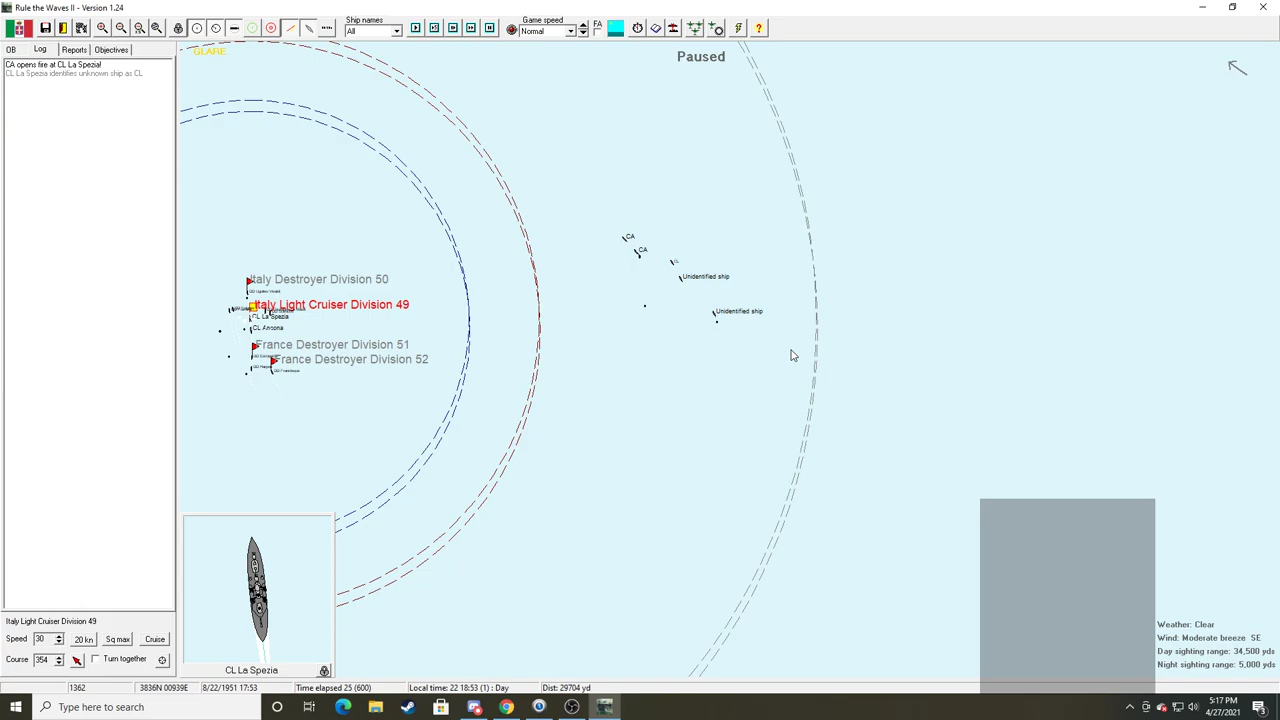 Rule the Waves II - Version 1.24
Ship names
All
Game speed
Normal
FA
OB
Log
Reports
Objectives
CA opens fire at CL La Spezia!
CL La Spezia identifies unknown ship as CL
GLARE
Paused
CA
CA
CL
Unidentified ship
Unidentified ship
Italy Destroyer Division 50
Italy Light Cruiser Division 49
CL La Spezia
CL Ancona
France Destroyer Division 51
France Destroyer Division 52
CL La Spezia
Italy Light Cruiser Division 49
Speed 30 20 kn Sq max Cruise
Course 354 Turn together
Weather: Clear
Wind: Moderate breeze SE
Day sighting range: 34,500 yds
Night sighting range: 5,000 yds
1362 3836N 00939E 8/22/1951 17:53 Time elapsed 25 (600) Local time: 22 18:53 (1) : Day Dist: 29704 yd
Type here to search
5:17 PM
4/27/2021
3